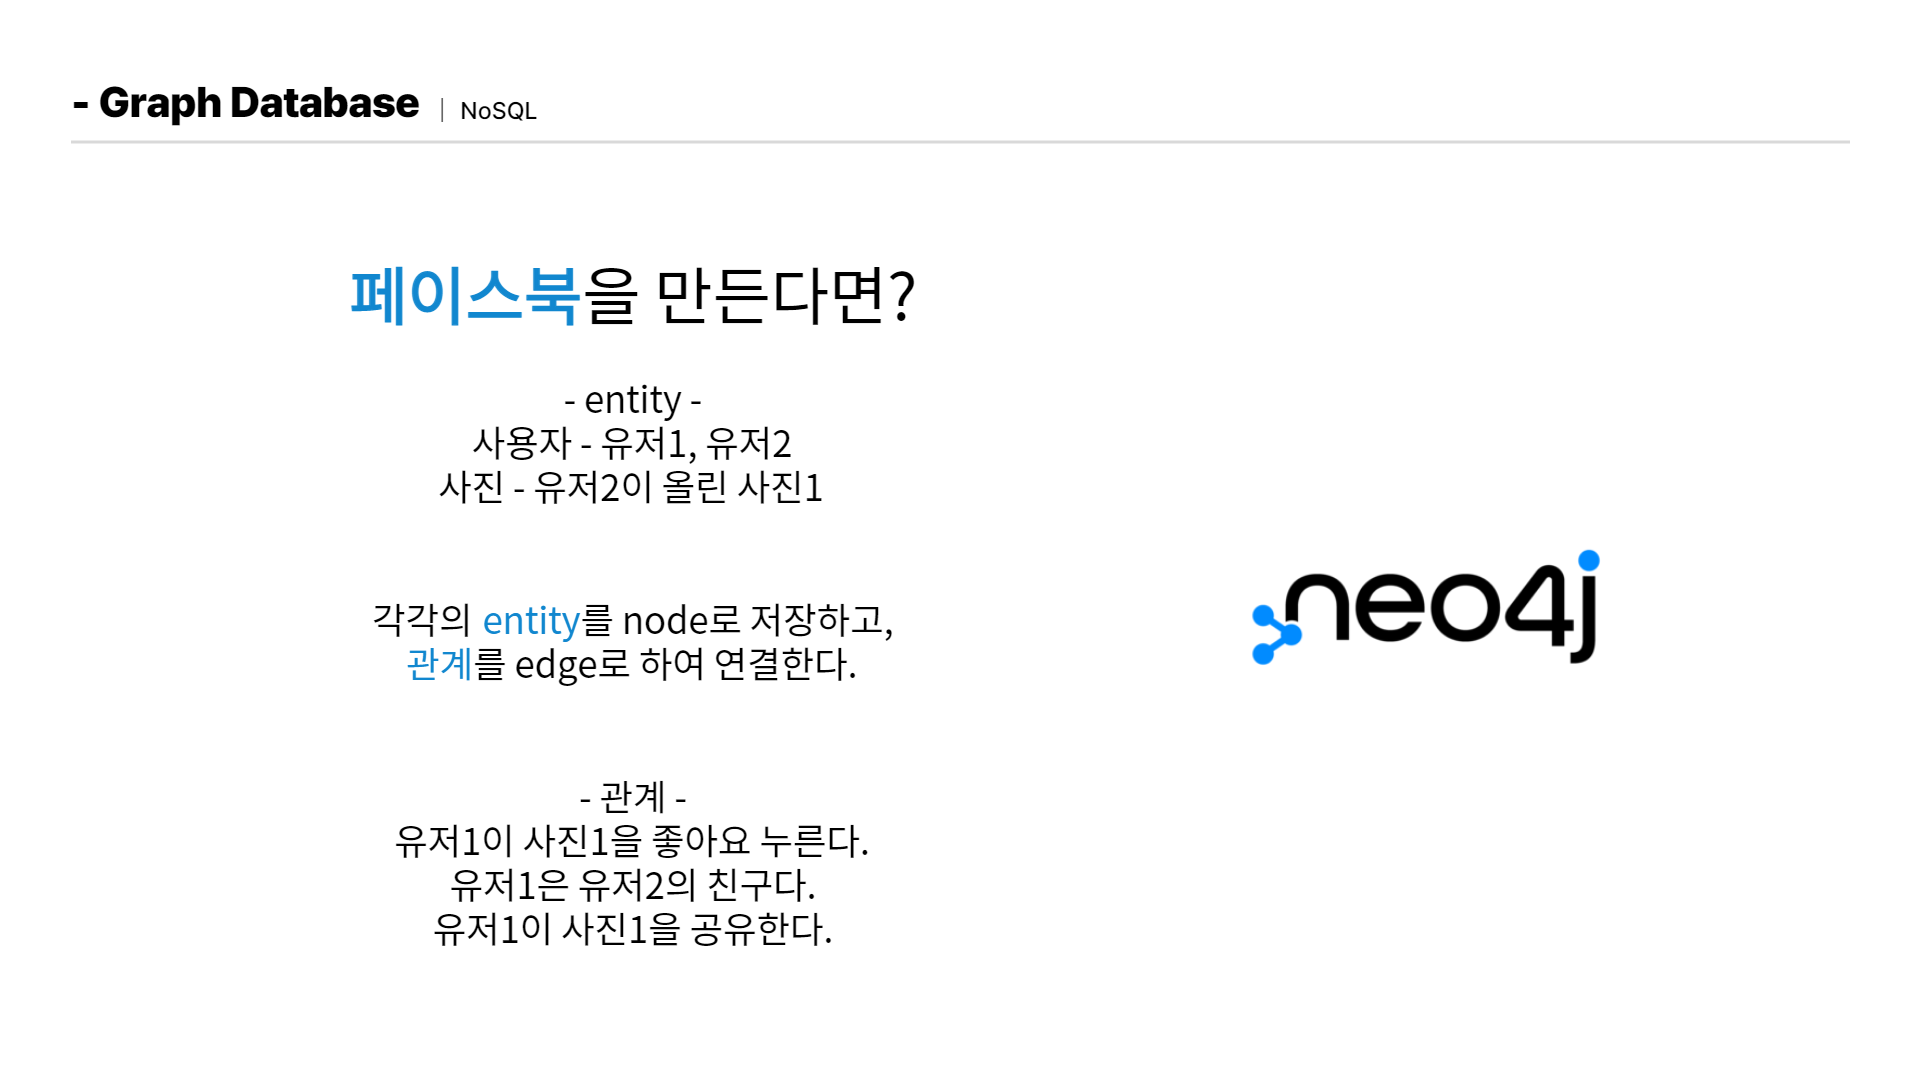 - Graph Database | NoSQL
페이스북을 만든다면?
- entity -
사용자 - 유저1, 유저2
사진 - 유저2이 올린 사진1
각각의 entity를 node로 저장하고,
관계를 edge로 하여 연결한다.
neo4j
- 관계 -
유저1이 사진1을 좋아요 누른다.
유저1은 유저2의 친구다.
유저1이 사진1을 공유한다.